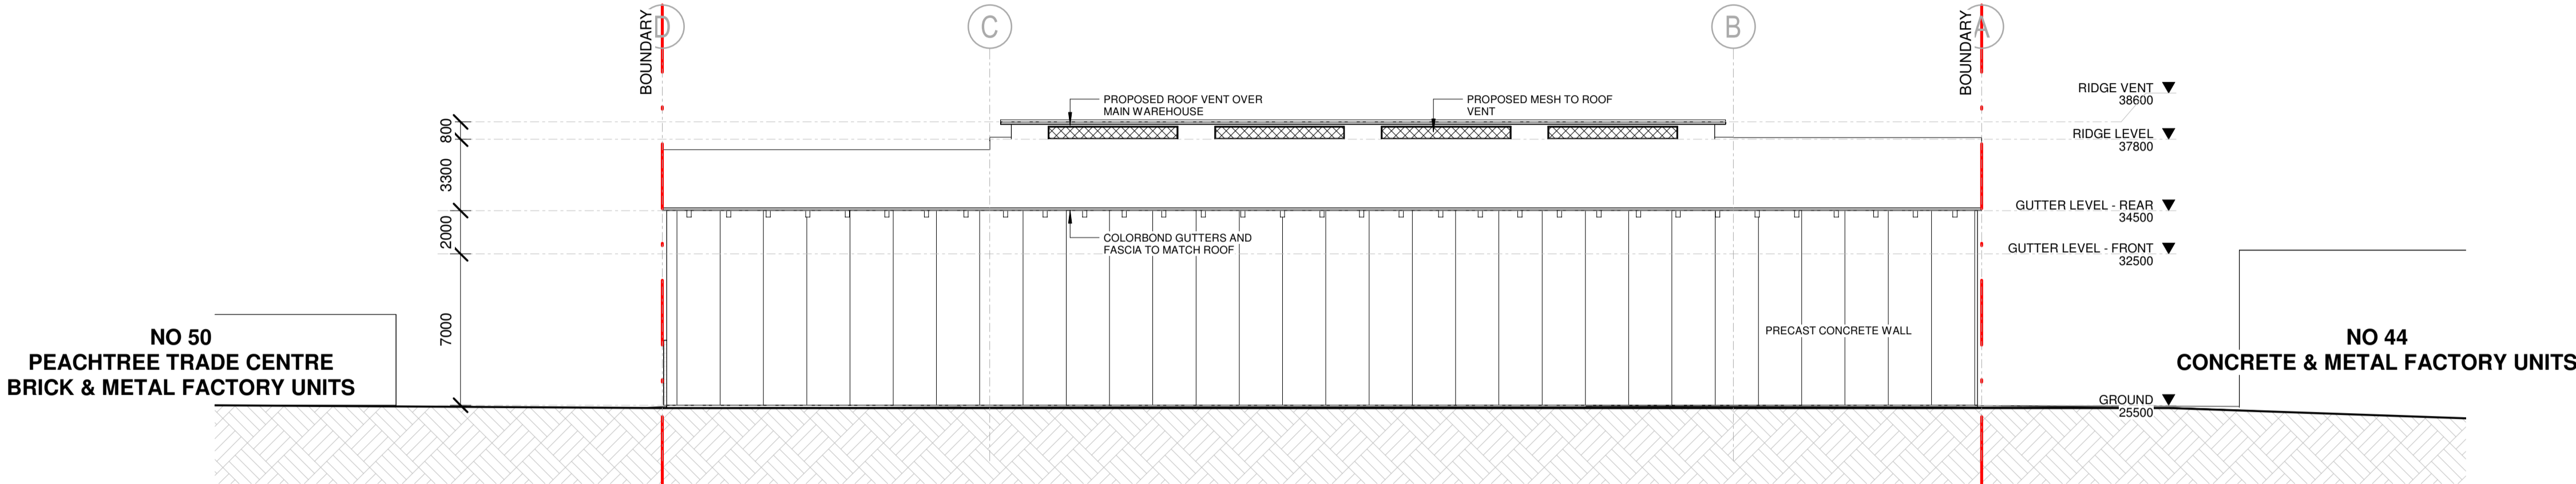 BOUNDARY
D
C
B
BOUNDARY
A
PROPOSED ROOF VENT OVER
MAIN WAREHOUSE
PROPOSED MESH TO ROOF
VENT
RIDGE VENT
38600
RIDGE LEVEL
37800
GUTTER LEVEL - REAR
34500
GUTTER LEVEL - FRONT
32500
GROUND
25500
800
3300
2000
7000
COLORBOND GUTTERS AND
FASCIA TO MATCH ROOF
PRECAST CONCRETE WALL
NO 50
PEACHTREE TRADE CENTRE
BRICK & METAL FACTORY UNITS
NO 44
CONCRETE & METAL FACTORY UNITS